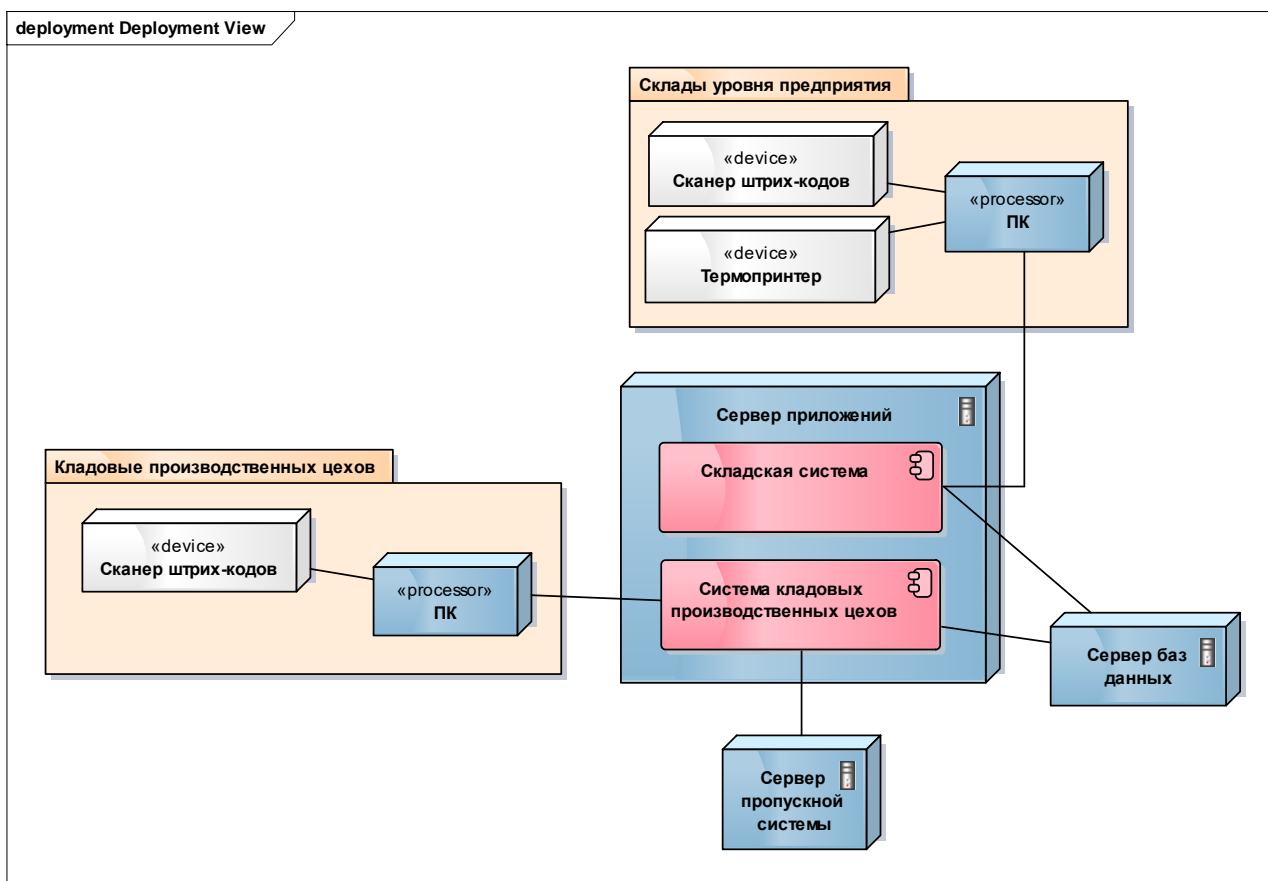 deployment Deployment View
Склады уровня предприятия
«device»
Сканер штрих-кодов
«processor»
ПК
«device»
Термопринтер
Сервер приложений
Складская система
Кладовые производственных цехов
«device»
Сканер штрих-кодов
«processor»
ПК
Система кладовых
производственных цехов
Сервер баз
данных
Сервер
пропускной
системы